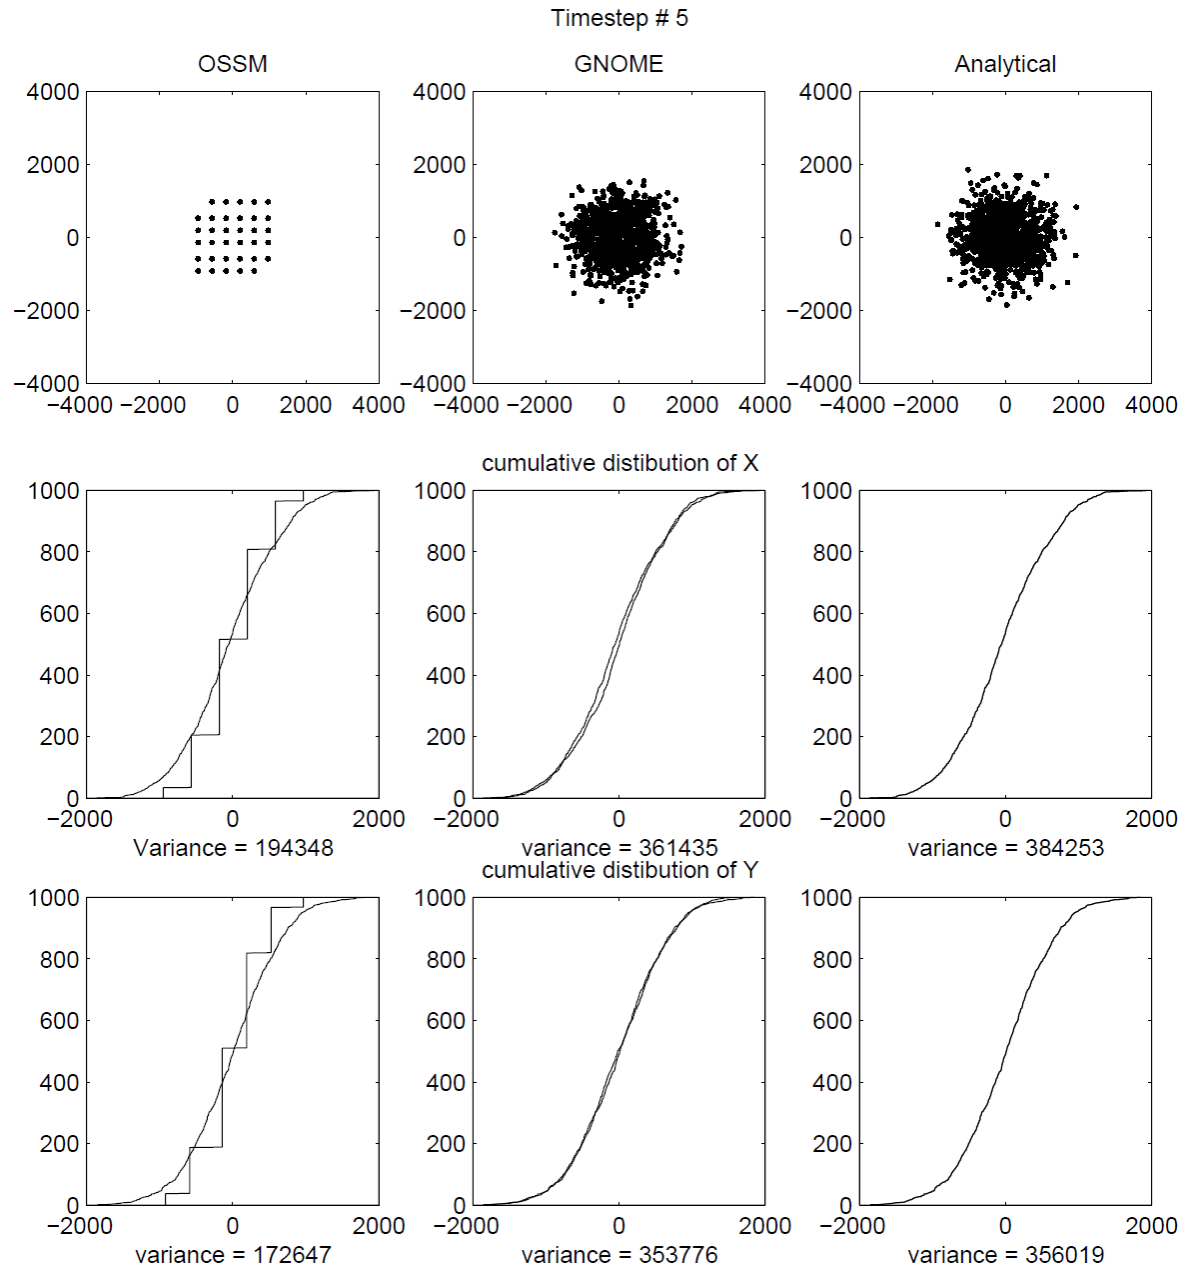 Timestep # 5
OSSM GNOME Analytical
4000 4000 4000
2000 2000 2000
0 0 0
−2000 −2000 −2000
−4000 −4000 −4000
−4000 −2000 0 2000 4000 −2000 0 2000 4000 −2000 0 2000 4000
cumulative distibution of X
1000 1000 1000
800 800 800
600 600 600
400 400 400
200 200 200
0 0 0
−2000 0 2000 −2000 0 2000 −2000 0 2000
Variance = 194348 variance = 361435 variance = 384253
cumulative distibution of Y
1000 1000 1000
800 800 800
600 600 600
400 400 400
200 200 200
0 0 0
−2000 0 2000 −2000 0 2000 −2000 0 2000
variance = 172647 variance = 353776 variance = 356019